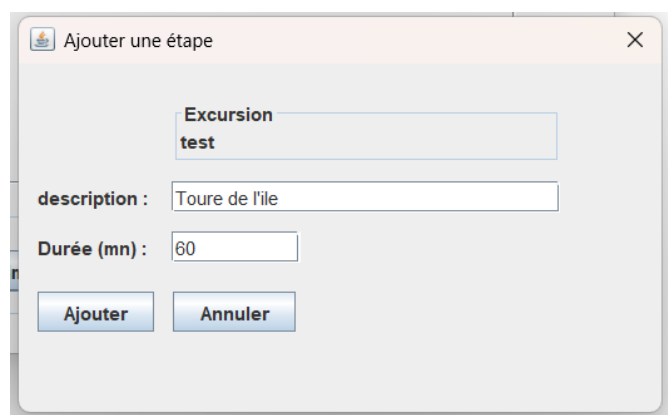 Ajouter une étape
Excursion
test
description :
Toure de l'ile
Durée (mn) :
60
Ajouter
Annuler